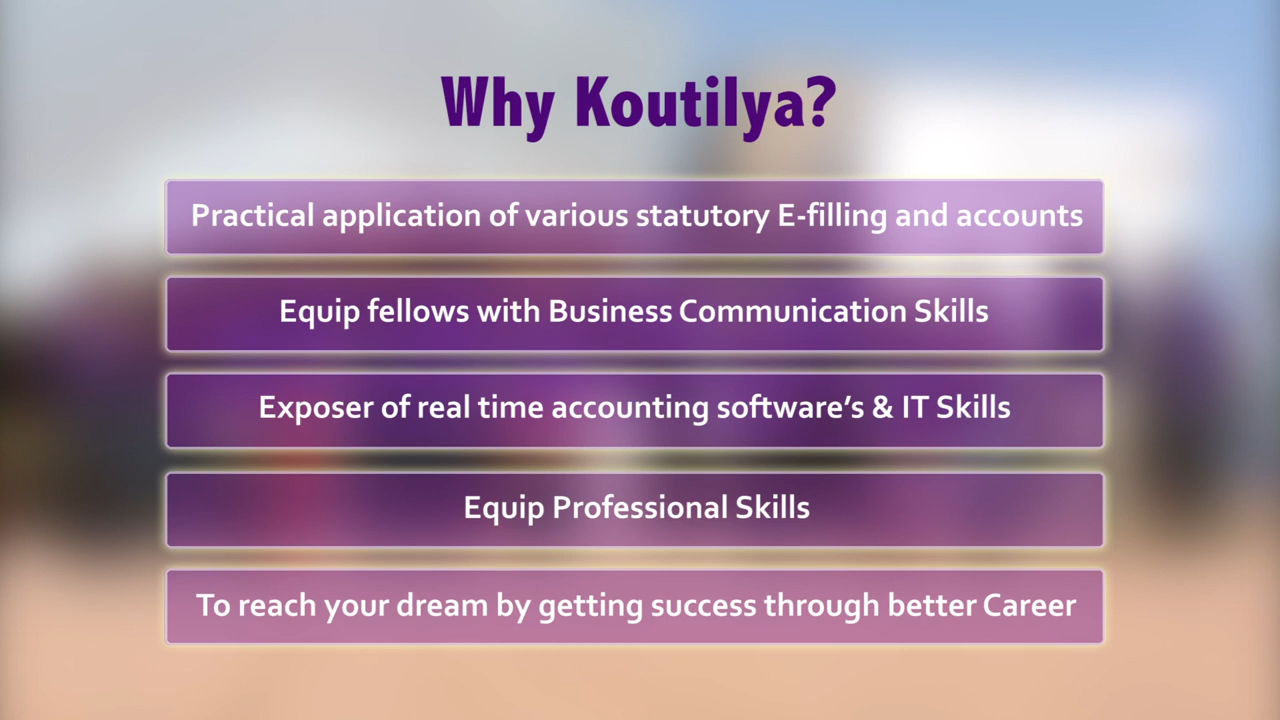 Why Koutilya?
Practical application of various statutory E-filling and accounts
Equip fellows with Business Communication Skills
Exposer of real time accounting software’s & IT Skills
Equip Professional Skills
To reach your dream by getting success through better Career